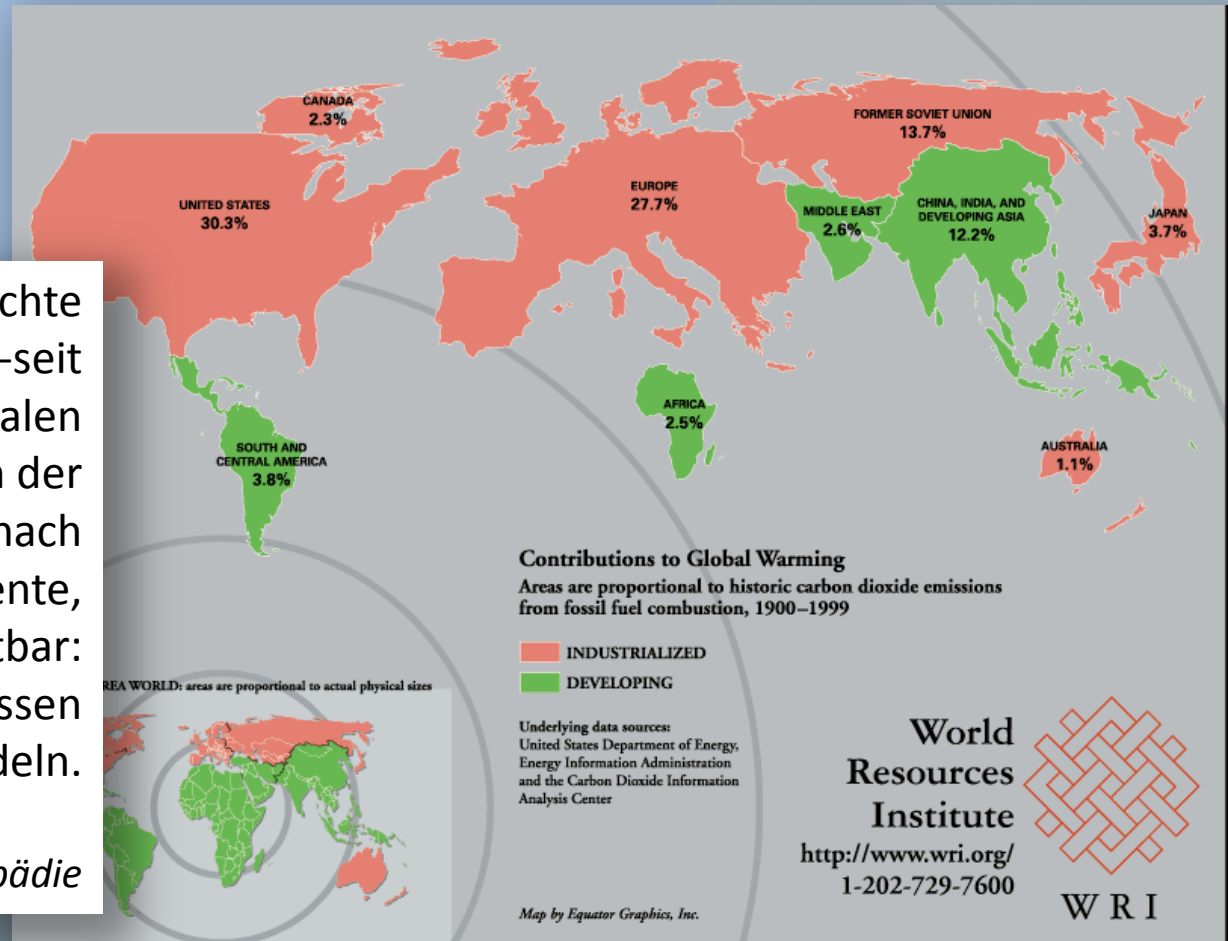 CANADA
2.3%
FORMER SOVIET UNION
13.7%
UNITED STATES
30.3%
EUROPE
27.7%
MIDDLE EAST
2.6%
CHINA, INDIA, AND
DEVELOPING ASIA
12.2%
JAPAN
3.7%
AFRICA
2.5%
SOUTH AND
CENTRAL AMERICA
3.8%
AUSTRALIA
1.1%
chte
-seit
alen
der
nach
ente,
tbar:
ssen
deln.
pädie
Contributions to Global Warming
Areas are proportional to historic carbon dioxide emissions
from fossil fuel combustion, 1900–1999
INDUSTRIALIZED
DEVELOPING
REA WORLD: areas are proportional to actual physical sizes
Underlying data sources:
United States Department of Energy,
Energy Information Administration
and the Carbon Dioxide Information
Analysis Center
Map by Equator Graphics, Inc.
World
Resources
Institute
http://www.wri.org/
1-202-729-7600
W R I